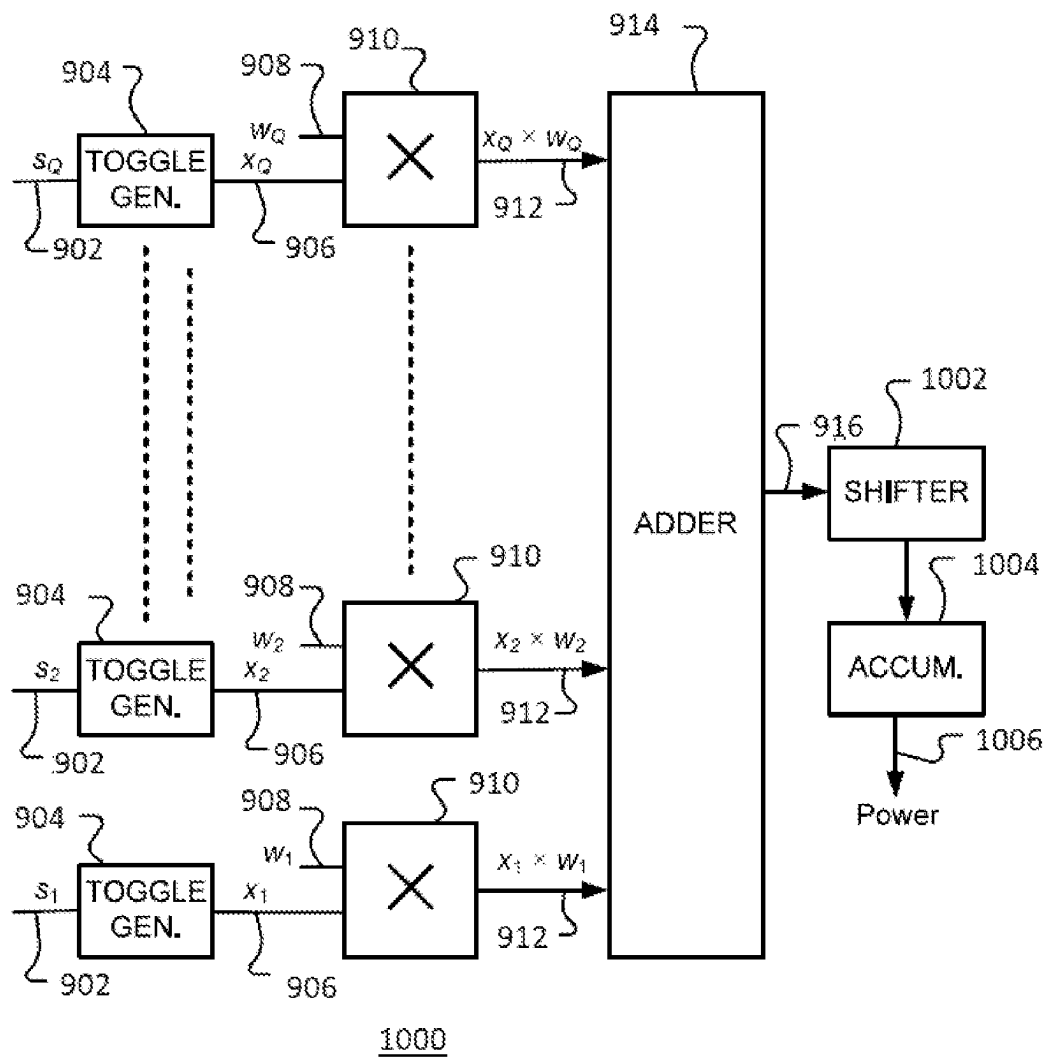 914
910
904
908
w_Q
s_Q
TOGGLE
GEN.
x_Q
×
x_Q × w_Q
902
906
912
1002
916
SHIFTER
ADDER
910
1004
904
908
w_2
s_2
TOGGLE
GEN.
x_2
×
x_2 × w_2
ACCUM.
902
906
912
1006
910
Power
904
908
w_1
s_1
TOGGLE
GEN.
x_1
×
x_1 × w_1
902
906
912
1000